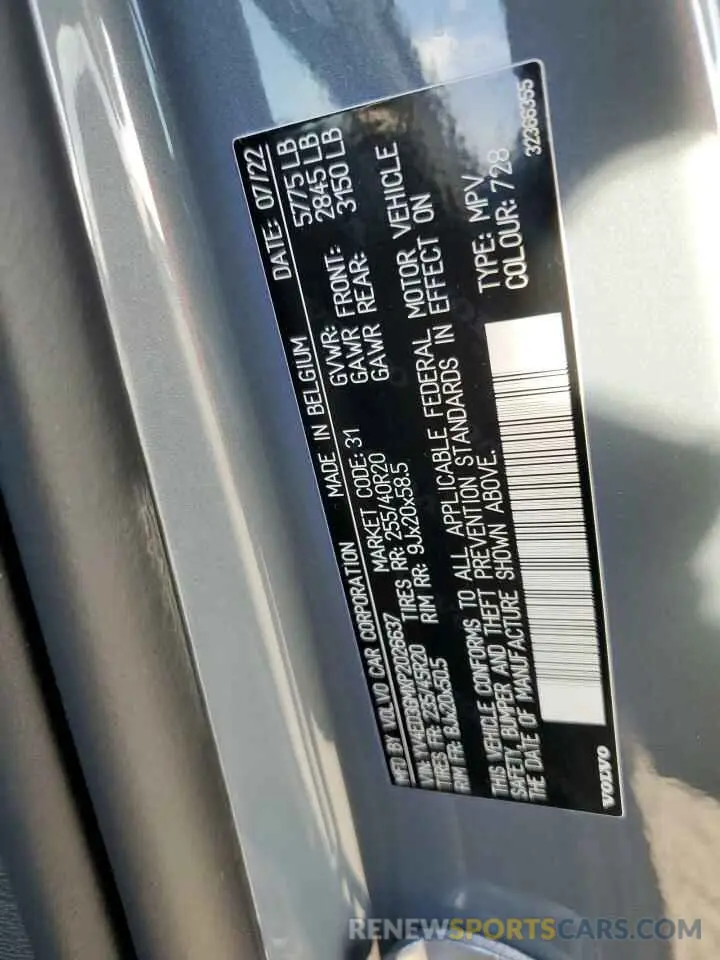 MFD BY VOLVO CAR CORPORATION MADE IN BELGIUM DATE: 07/22
VIN: YV4ED3GMXP2026637 MARKET CODE: 31 GVWR: 5775 LB
TIRES FR: 235/45R20 TIRES RR: 255/40R20 GAWR FRONT: 2845 LB
RIM FR: 8Jx20x50.5 RIM RR: 9Jx20x58.5 GAWR REAR: 3150 LB
THIS VEHICLE CONFORMS TO ALL APPLICABLE FEDERAL MOTOR VEHICLE
SAFETY, BUMPER AND THEFT PREVENTION STANDARDS IN EFFECT ON
THE DATE OF MANUFACTURE SHOWN ABOVE.
TYPE: MPV
COLOUR: 728
VOLVO 32366355
RENEWSPORTSCARS.COM